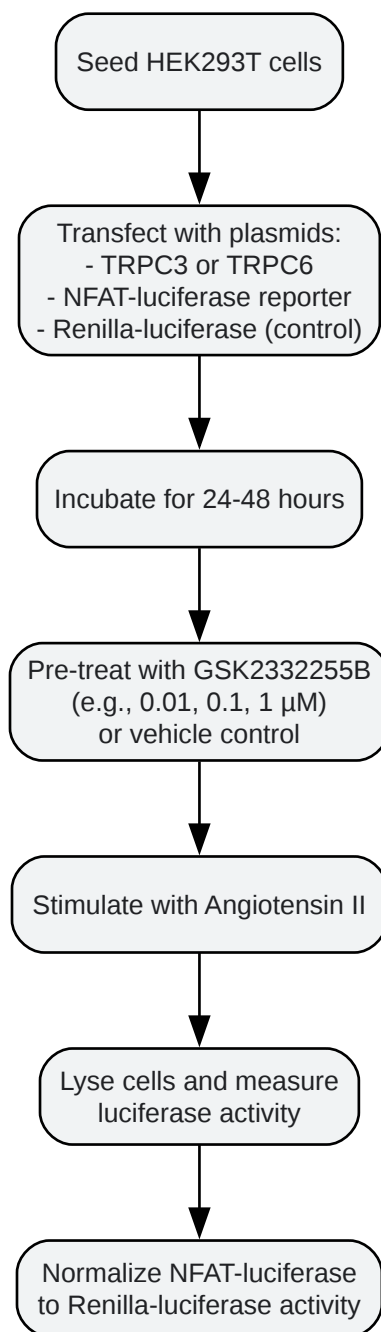 Seed HEK293T cells
Transfect with plasmids:
- TRPC3 or TRPC6
- NFAT-luciferase reporter
- Renilla-luciferase (control)
Incubate for 24-48 hours
Pre-treat with GSK2332255B
(e.g., 0.01, 0.1, 1 µM)
or vehicle control
Stimulate with Angiotensin II
Lyse cells and measure
luciferase activity
Normalize NFAT-luciferase
to Renilla-luciferase activity